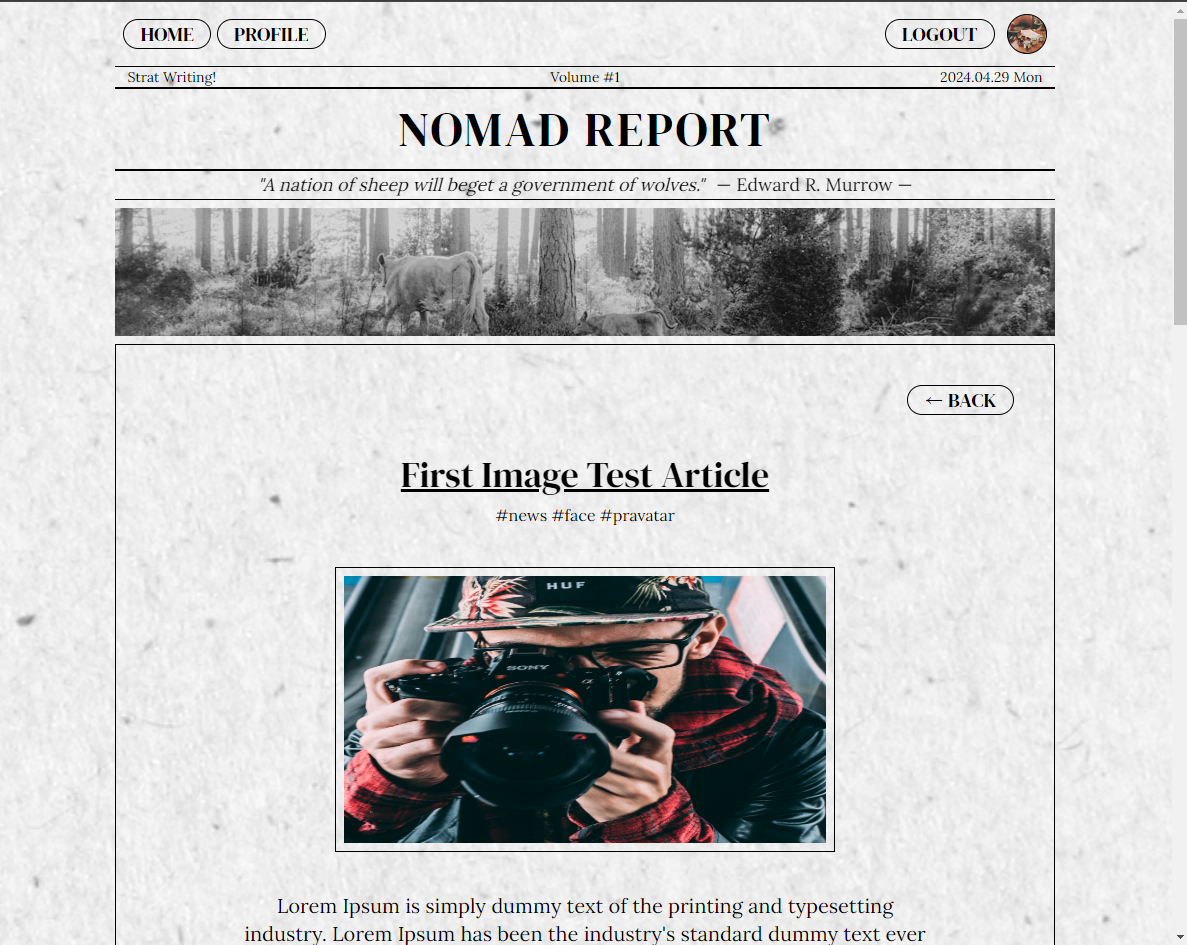 HOME PROFILE LOGOUT
Strat Writing! Volume #1 2024.04.29 Mon
NOMAD REPORT
"A nation of sheep will beget a government of wolves." — Edward R. Murrow —
← BACK
First Image Test Article
#news #face #pravatar
HUF
SONY
α
Lorem Ipsum is simply dummy text of the printing and typesetting
industry. Lorem Ipsum has been the industry's standard dummy text ever